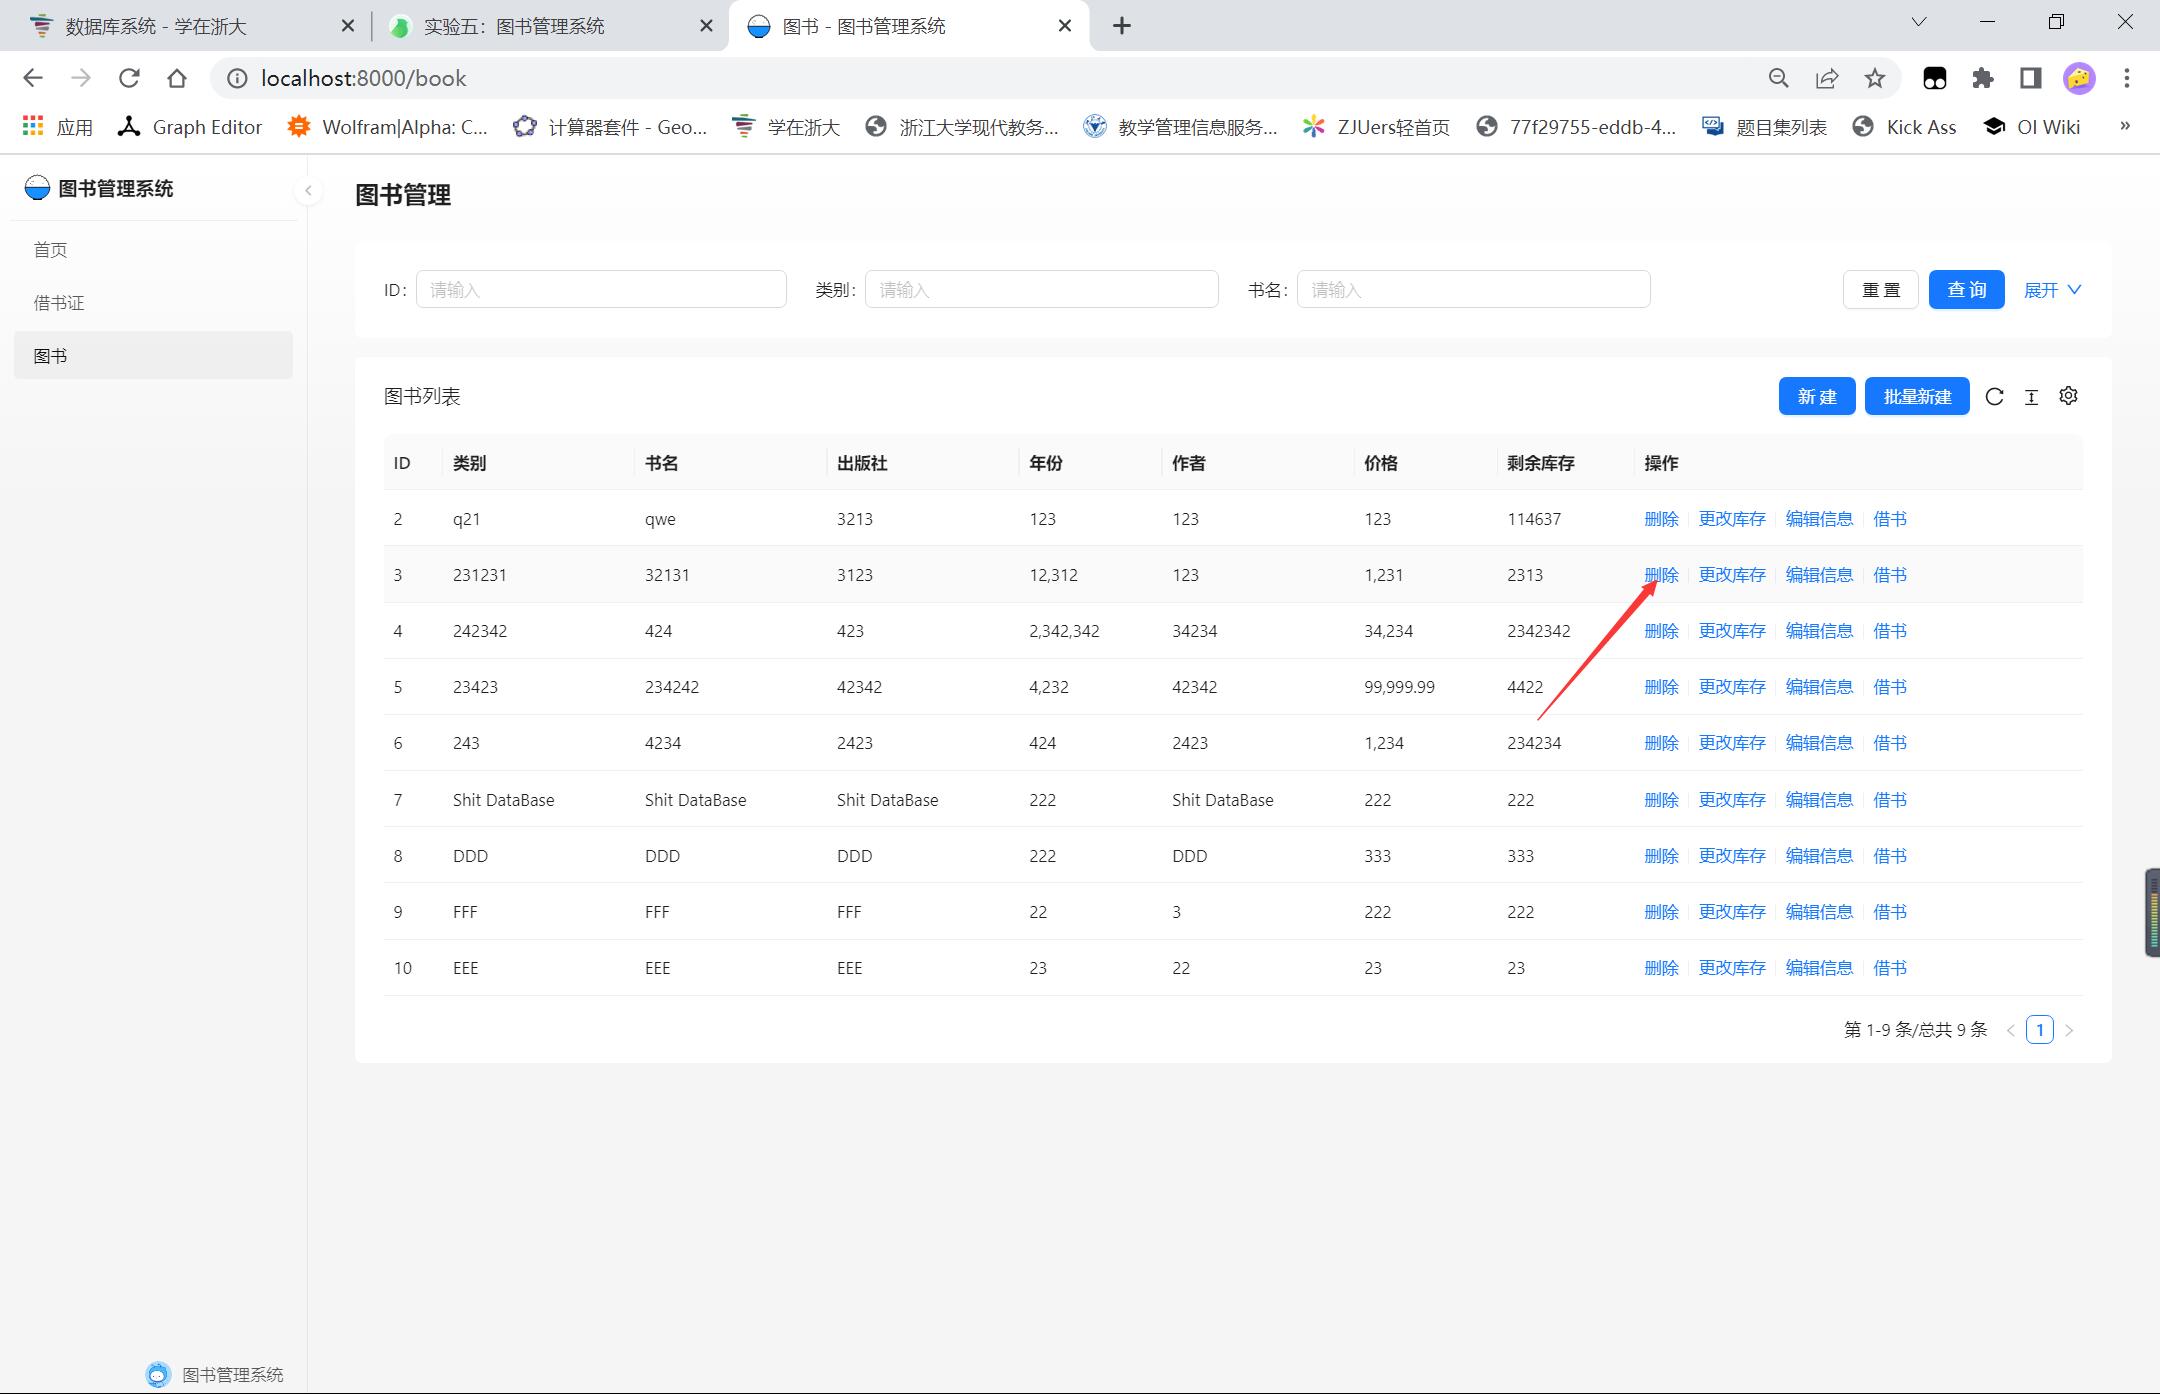 数据库系统 - 学在浙大
实验五：图书管理系统
图书 - 图书管理系统
localhost:8000/book
应用
Graph Editor
Wolfram|Alpha: C...
计算器套件 - Geo...
学在浙大
浙江大学现代教务...
教学管理信息服务...
ZJUers轻首页
77f29755-eddb-4...
题目集列表
Kick Ass
OI Wiki
»
图书管理系统
首页
借书证
图书
图书管理
ID： 请输入 类别： 请输入 书名： 请输入 重 置 查 询 展开
图书列表 新 建 批量新建
ID 类别 书名 出版社 年份 作者 价格 剩余库存 操作
2 q21 qwe 3213 123 123 123 114637 删除 更改库存 编辑信息 借书
3 231231 32131 3123 12,312 123 1,231 2313 删除 更改库存 编辑信息 借书
4 242342 424 423 2,342,342 34234 34,234 2342342 删除 更改库存 编辑信息 借书
5 23423 234242 42342 4,232 42342 99,999.99 4422 删除 更改库存 编辑信息 借书
6 243 4234 2423 424 2423 1,234 234234 删除 更改库存 编辑信息 借书
7 Shit DataBase Shit DataBase Shit DataBase 222 Shit DataBase 222 222 删除 更改库存 编辑信息 借书
8 DDD DDD DDD 222 DDD 333 333 删除 更改库存 编辑信息 借书
9 FFF FFF FFF 22 3 222 222 删除 更改库存 编辑信息 借书
10 EEE EEE EEE 23 22 23 23 删除 更改库存 编辑信息 借书
第 1-9 条/总共 9 条 1
图书管理系统